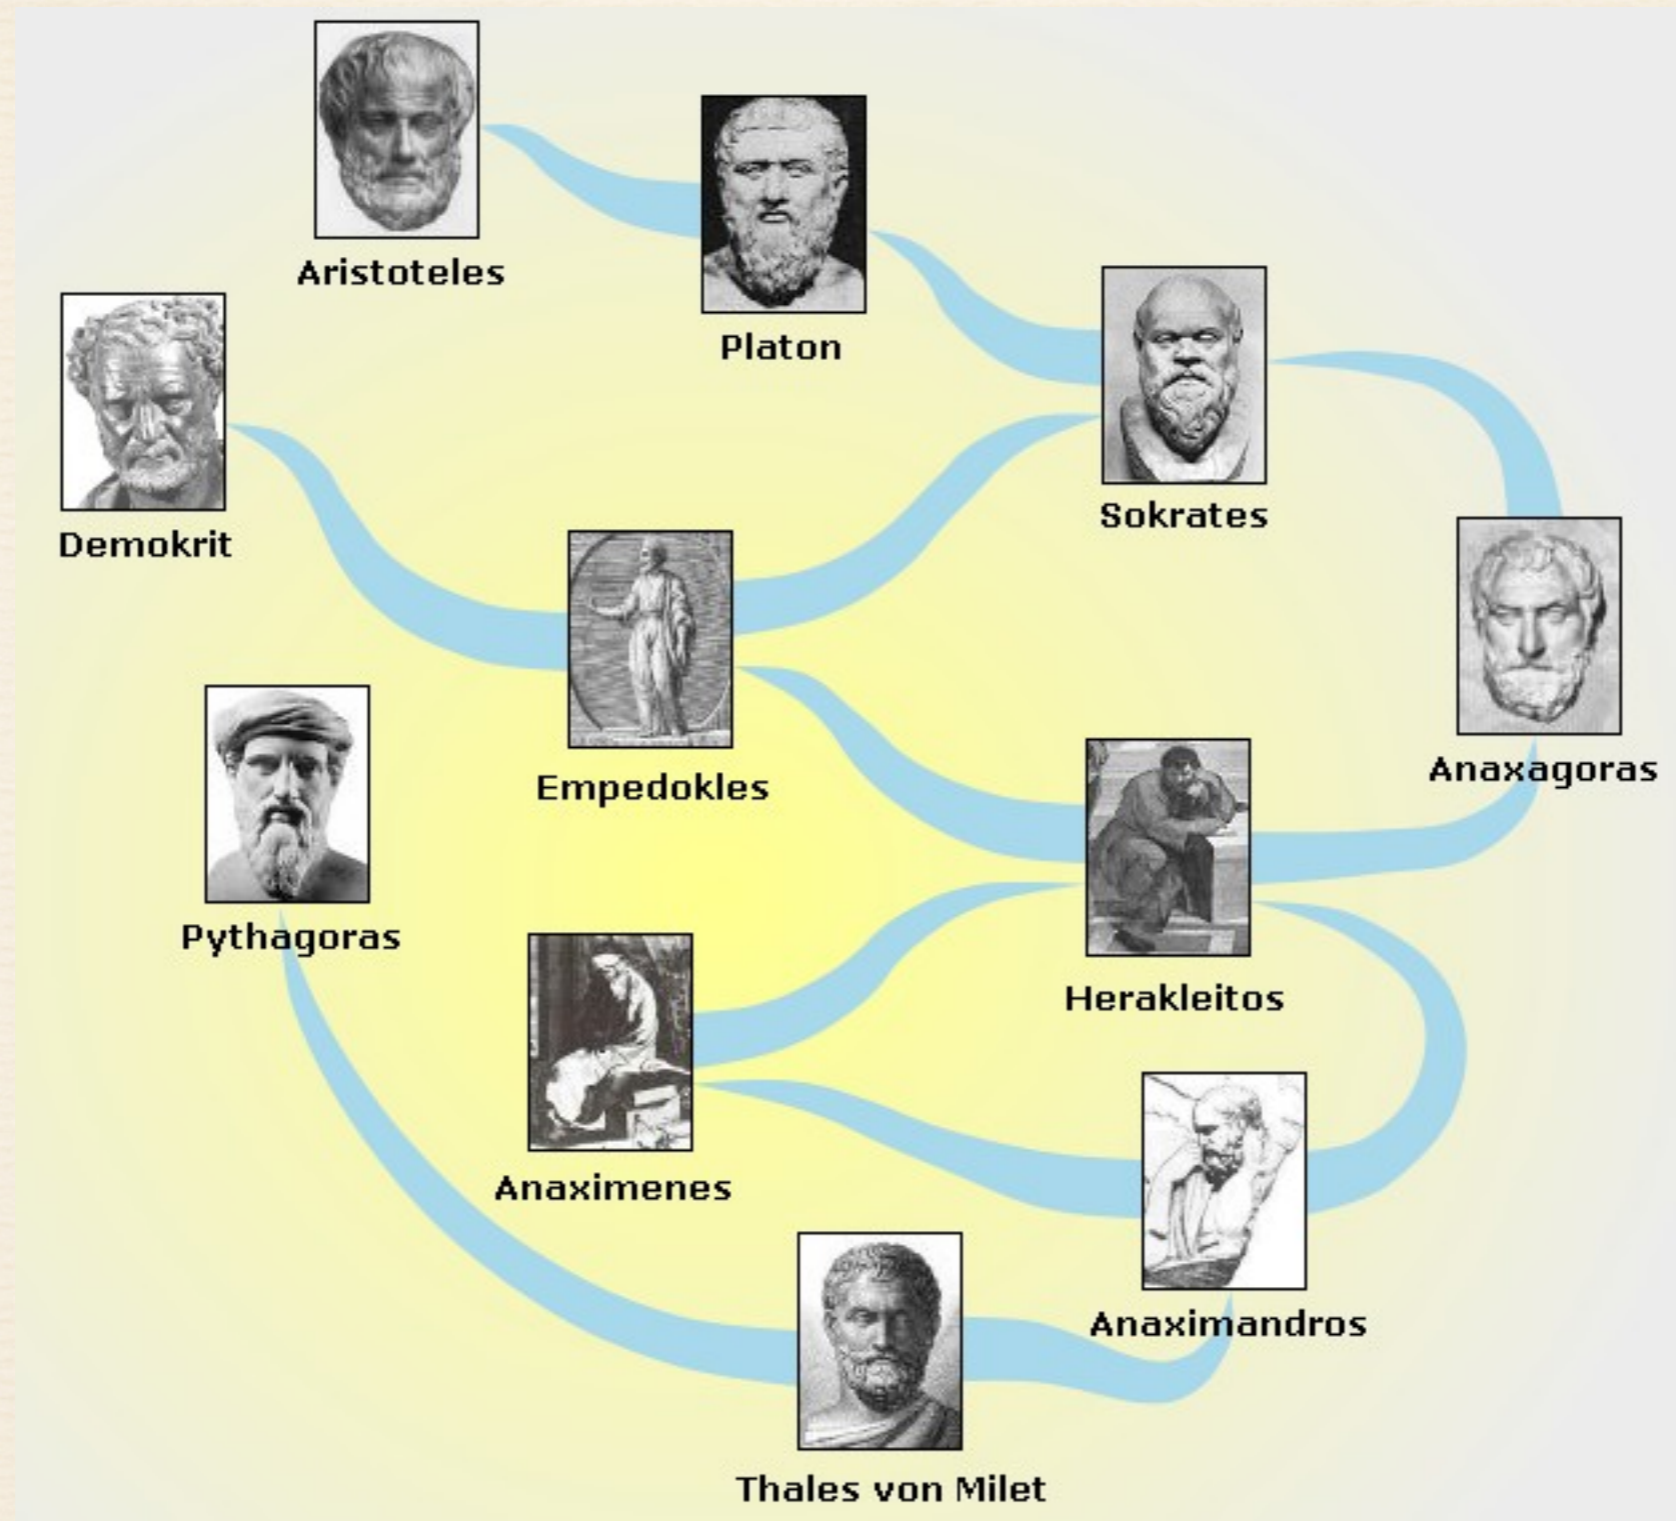 Aristoteles
Platon
Sokrates
Demokrit
Anaxagoras
Empedokles
Pythagoras
Herakleitos
Anaximenes
Anaximandros
Thales von Milet